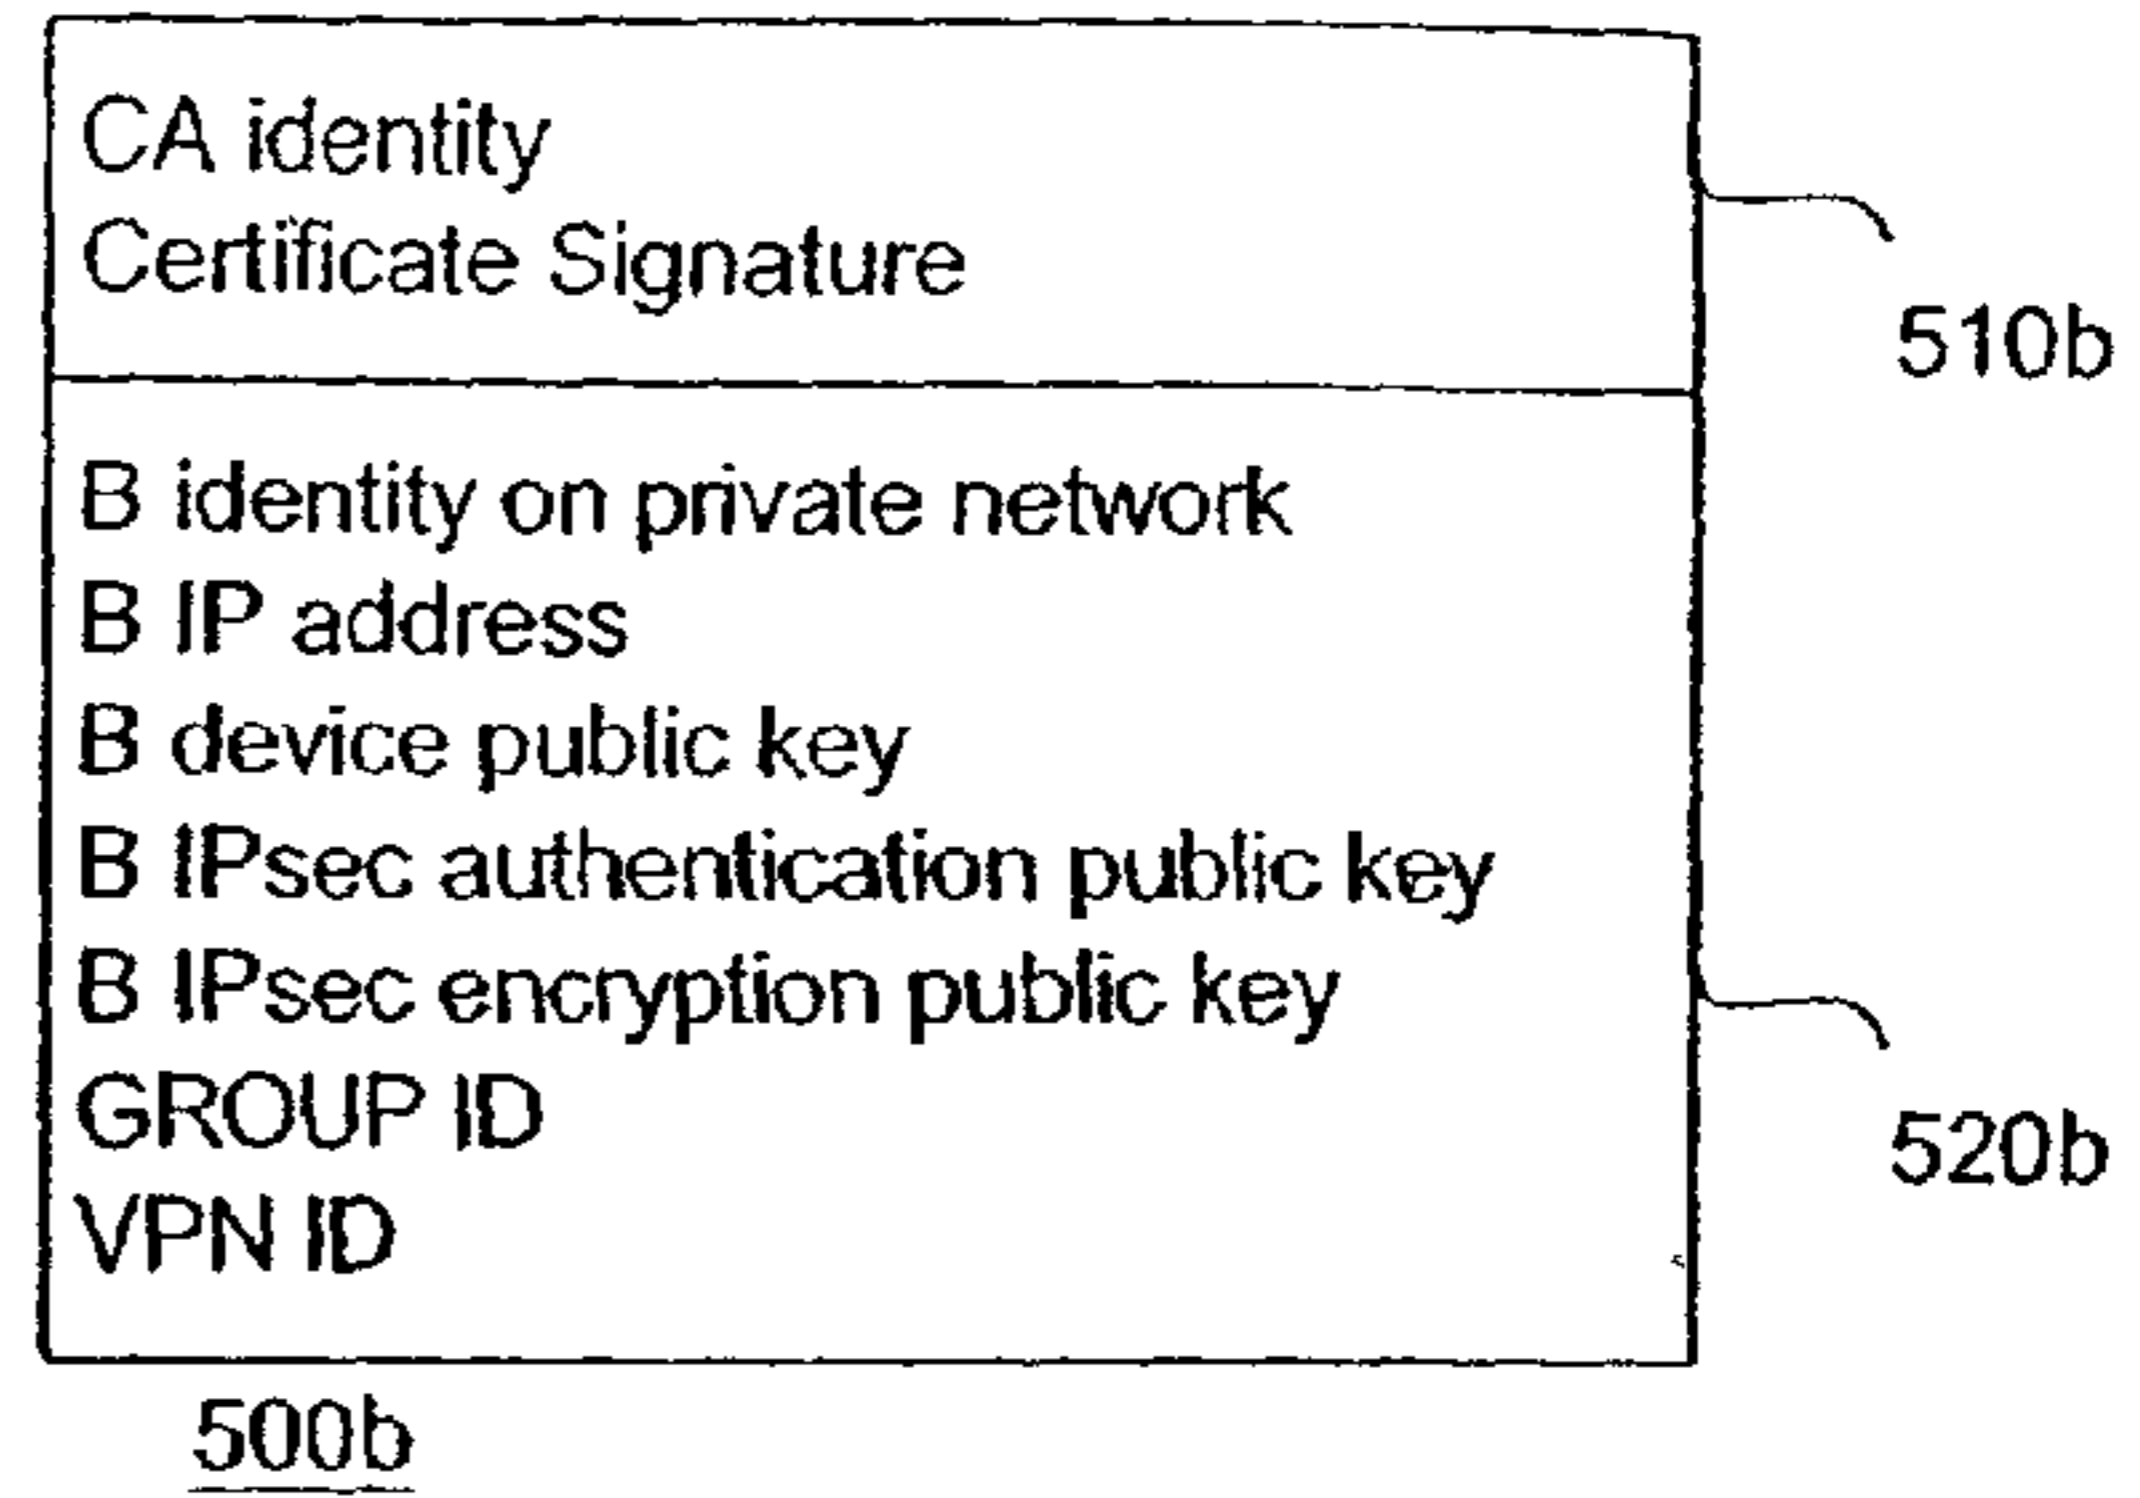 CA identity
Certificate Signature
510b
B identity on private network
B IP address
B device public key
B IPsec authentication public key
B IPsec encryption public key
GROUP ID
VPN ID
520b
500b